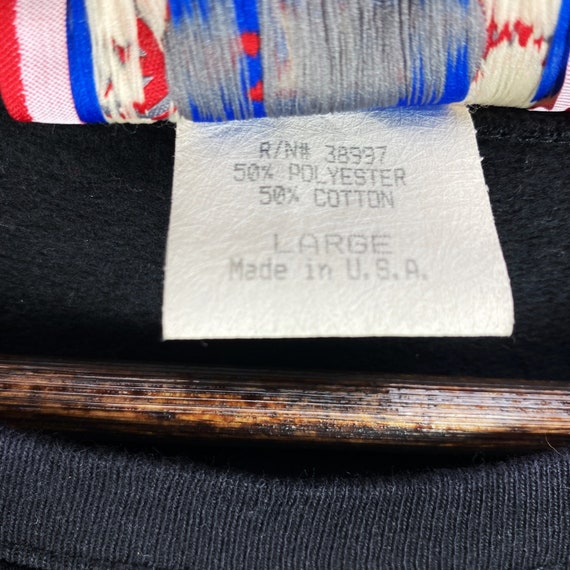 R/N# 38997
50% POLYESTER
50% COTTON
LARGE
Made in U.S.A.